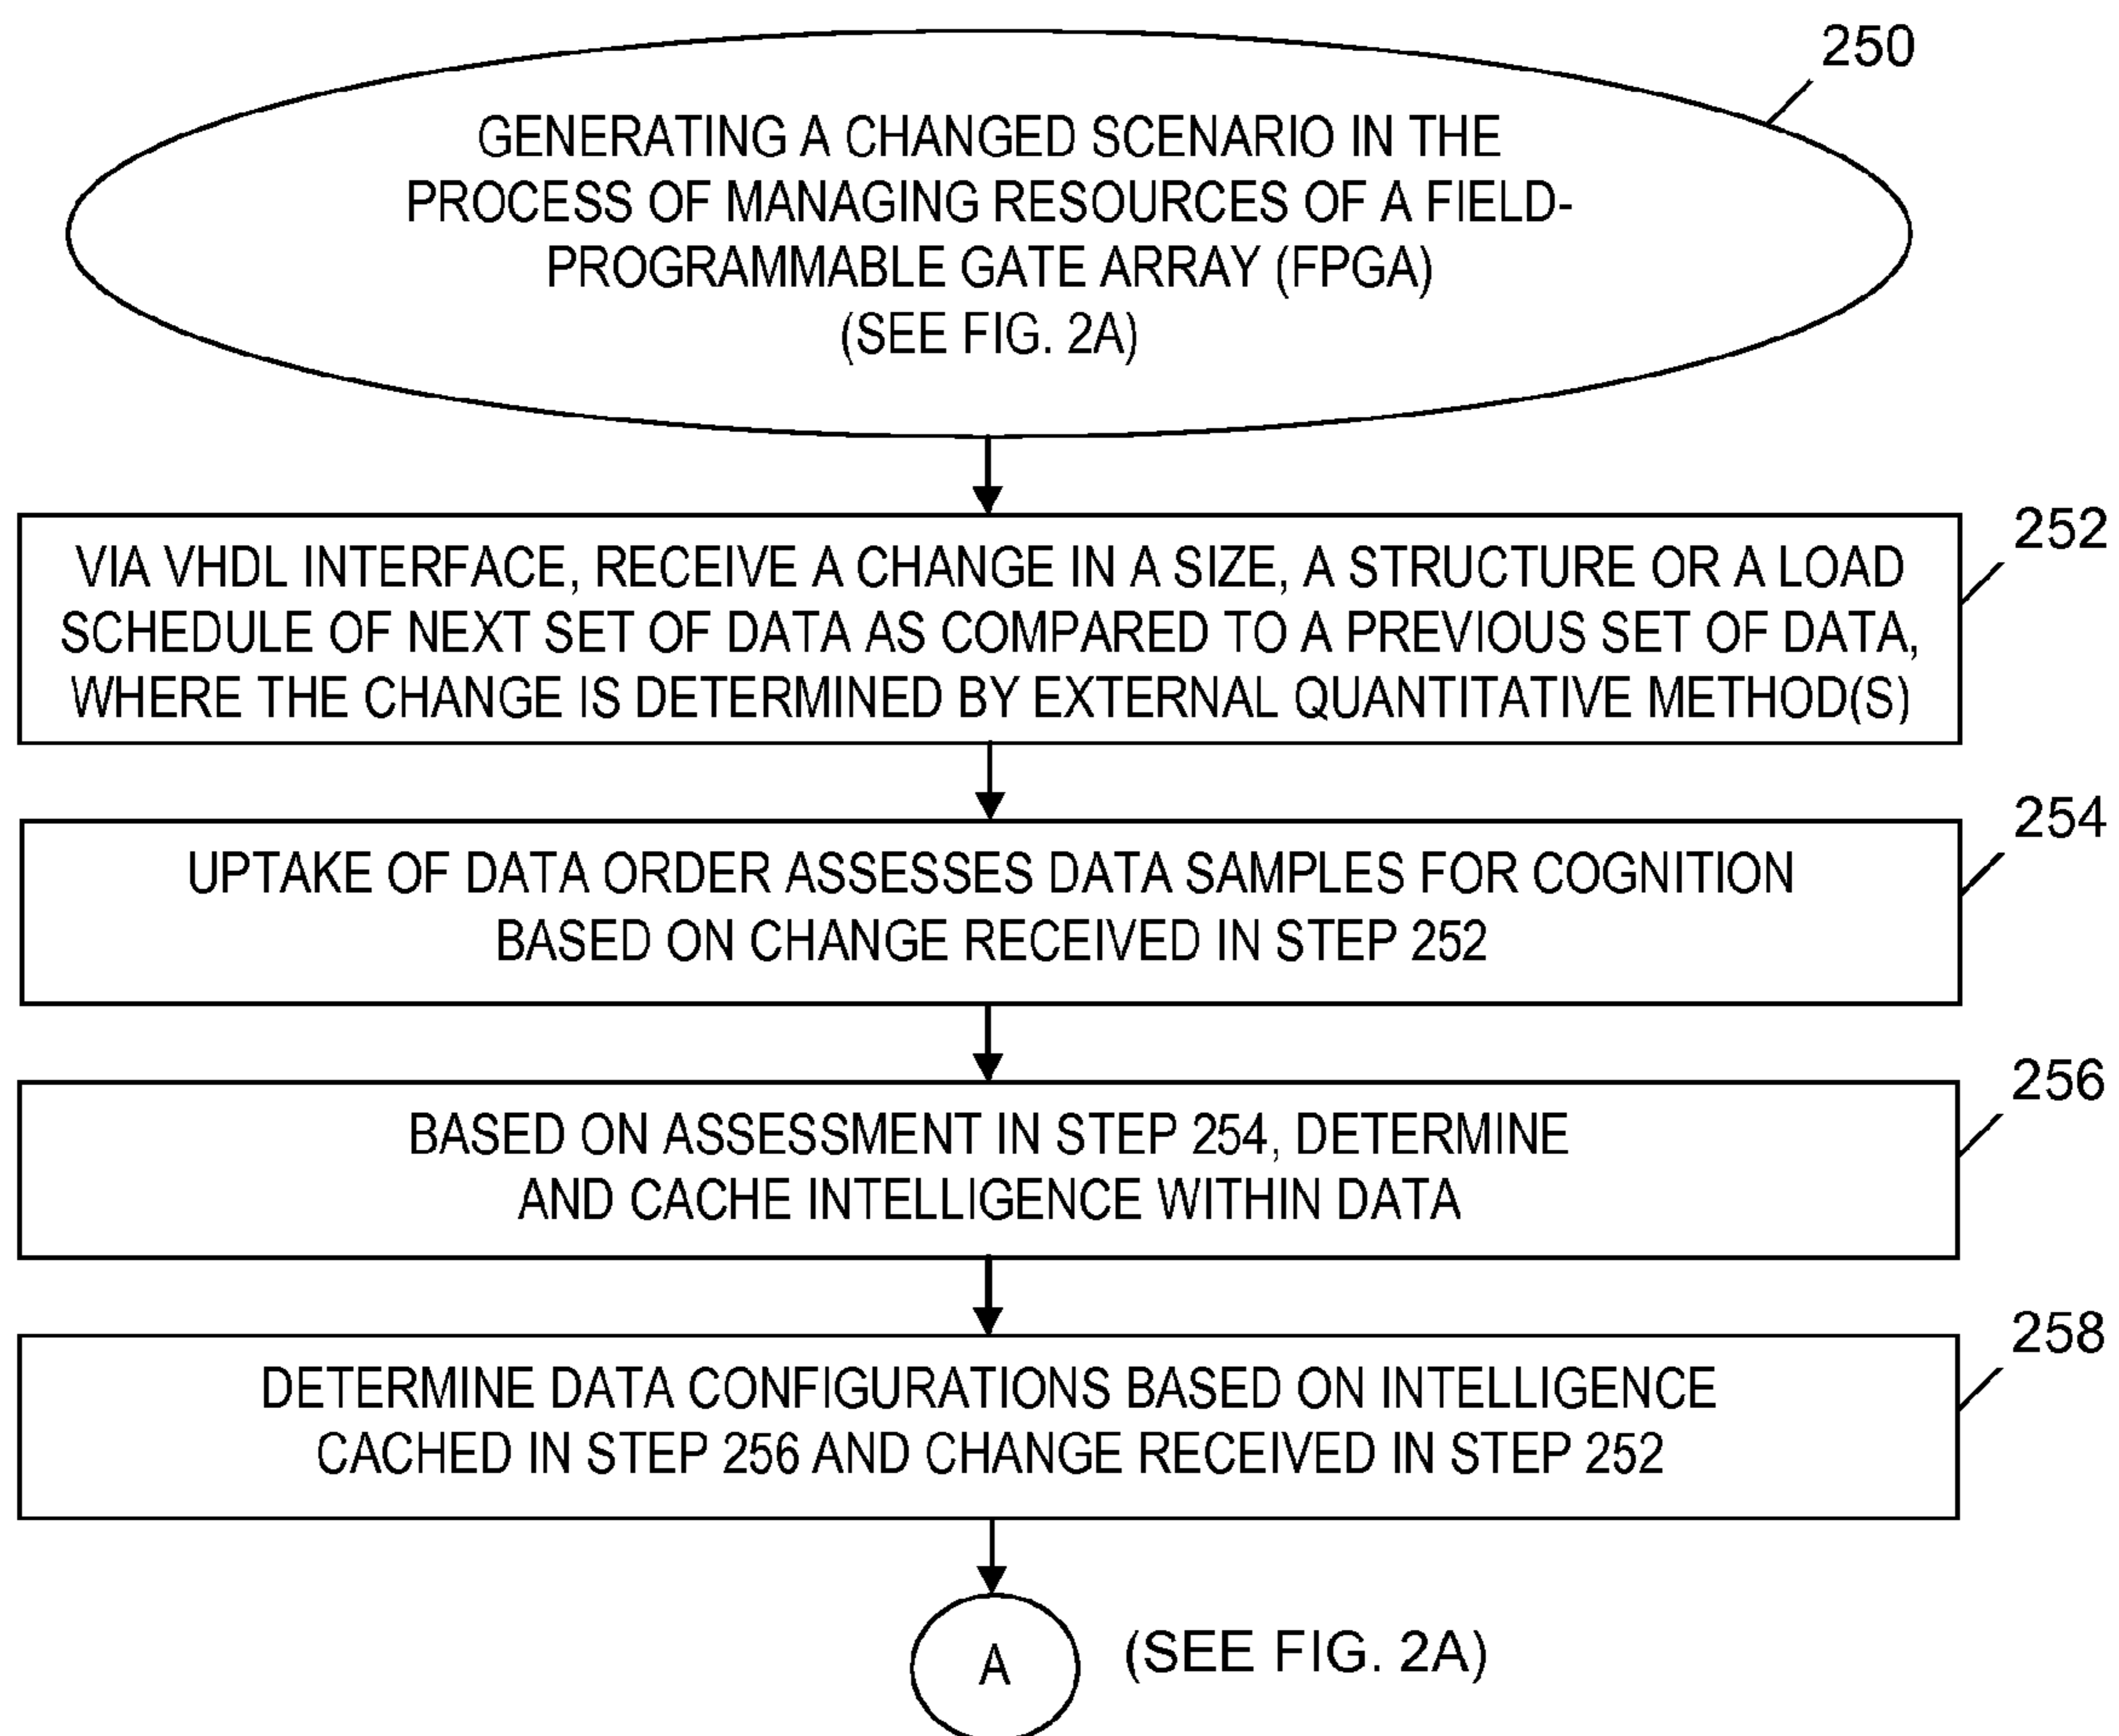 250
GENERATING A CHANGED SCENARIO IN THE
PROCESS OF MANAGING RESOURCES OF A FIELD-
PROGRAMMABLE GATE ARRAY (FPGA)
(SEE FIG. 2A)
252
VIA VHDL INTERFACE, RECEIVE A CHANGE IN A SIZE, A STRUCTURE OR A LOAD
SCHEDULE OF NEXT SET OF DATA AS COMPARED TO A PREVIOUS SET OF DATA,
WHERE THE CHANGE IS DETERMINED BY EXTERNAL QUANTITATIVE METHOD(S)
254
UPTAKE OF DATA ORDER ASSESSES DATA SAMPLES FOR COGNITION
BASED ON CHANGE RECEIVED IN STEP 252
256
BASED ON ASSESSMENT IN STEP 254, DETERMINE
AND CACHE INTELLIGENCE WITHIN DATA
258
DETERMINE DATA CONFIGURATIONS BASED ON INTELLIGENCE
CACHED IN STEP 256 AND CHANGE RECEIVED IN STEP 252
A (SEE FIG. 2A)